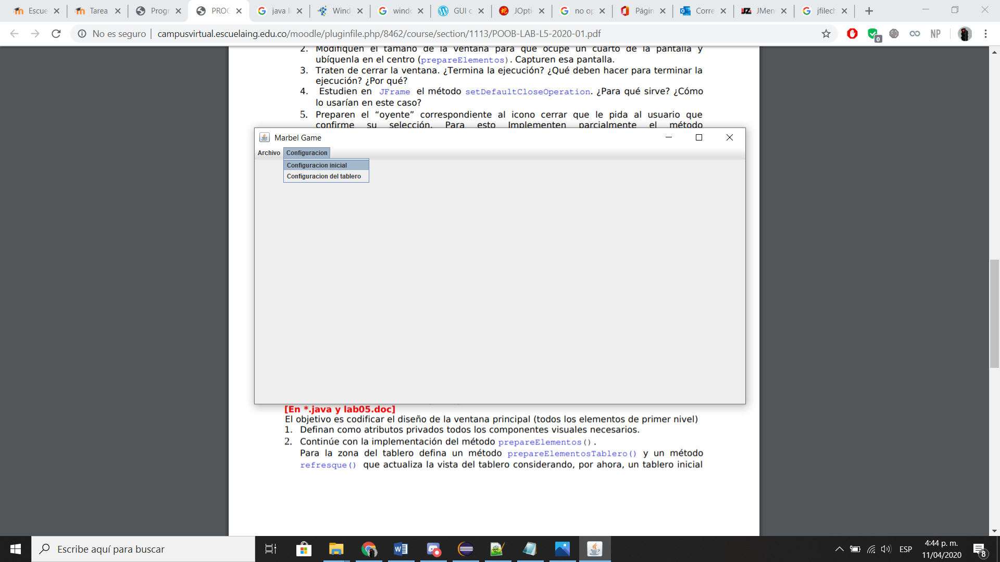 Escue
Tarea
Progr
PROG
java li
Wind
windo
GUI c
JOpti
no op
Págin
Corre
JMen
jfilech
No es seguro | campusvirtual.escuelaing.edu.co/moodle/pluginfile.php/8462/course/section/1113/POOB-LAB-L5-2020-01.pdf
0
NP
2. Modifiquen el tamaño de la ventana para que ocupe un cuarto de la pantalla y
ubíquenla en el centro (prepareElementos). Capturen esa pantalla.
3. Traten de cerrar la ventana. ¿Termina la ejecución? ¿Qué deben hacer para terminar la
ejecución? ¿Por qué?
4. Estudien en JFrame el método setDefaultCloseOperation. ¿Para qué sirve? ¿Cómo
lo usarían en este caso?
5. Preparen el “oyente” correspondiente al icono cerrar que le pida al usuario que
confirme su selección. Para esto Implementen parcialmente el método
Marbel Game
Archivo Configuracion
Configuracion inicial
Configuracion del tablero
[En *.java y lab05.doc]
El objetivo es codificar el diseño de la ventana principal (todos los elementos de primer nivel)
1. Definan como atributos privados todos los componentes visuales necesarios.
2. Continúe con la implementación del método prepareElementos().
Para la zona del tablero defina un método prepareElementosTablero() y un método
refresque() que actualiza la vista del tablero considerando, por ahora, un tablero inicial
Escribe aquí para buscar
ESP
4:44 p. m.
11/04/2020
8